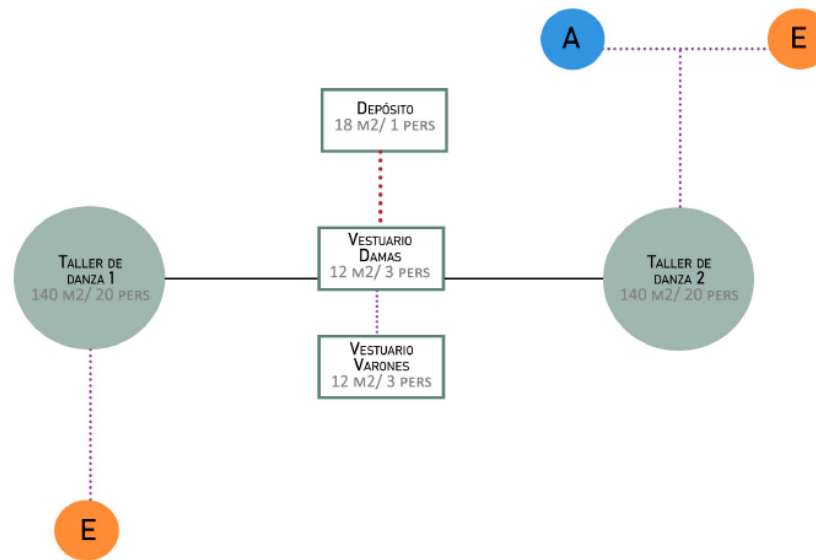 A
E
Depósito
18 m2/ 1 pers
Vestuario
Damas
12 m2/ 3 pers
Taller de
danza 1
140 m2/ 20 pers
Taller de
danza 2
140 m2/ 20 pers
Vestuario
Varones
12 m2/ 3 pers
E